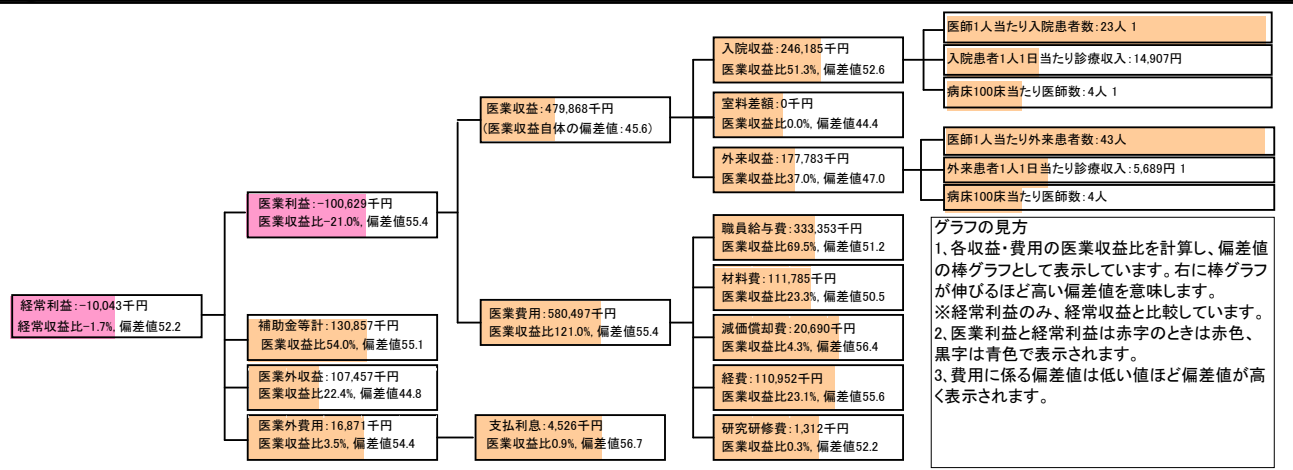 経常利益：-10,043千円
経常収益比-1.7%, 偏差値52.2
医業利益：-100,629千円
医業収益比-21.0%, 偏差値55.4
補助金等計：130,857千円
医業収益比54.0%, 偏差値55.1
医業外収益：107,457千円
医業収益比22.4%, 偏差値44.8
医業外費用：16,871千円
医業収益比3.5%, 偏差値54.4
医業収益：479,868千円
(医業収益自体の偏差値：45.6)
医業費用：580,497千円
医業収益比121.0%, 偏差値55.4
支払利息：4,526千円
医業収益比0.9%, 偏差値56.7
入院収益：246,185千円
医業収益比51.3%, 偏差値52.6
室料差額：0千円
医業収益比0.0%, 偏差値44.4
外来収益：177,783千円
医業収益比37.0%, 偏差値47.0
職員給与費：333,353千円
医業収益比69.5%, 偏差値51.2
材料費：111,785千円
医業収益比23.3%, 偏差値50.5
減価償却費：20,690千円
医業収益比4.3%, 偏差値56.4
経費：110,952千円
医業収益比23.1%, 偏差値55.6
研究研修費：1,312千円
医業収益比0.3%, 偏差値52.2
医師1人当たり入院患者数：23人 1
入院患者1人1日当たり診療収入：14,907円
病床100床当たり医師数：4人 1
医師1人当たり外来患者数：43人
外来患者1人1日当たり診療収入：5,689円 1
病床100床当たり医師数：4人
グラフの見方
1、各収益・費用の医業収益比を計算し、偏差値
の棒グラフとして表示しています。右に棒グラフ
が伸びるほど高い偏差値を意味します。
※経常利益のみ、経常収益と比較しています。
2、医業利益と経常利益は赤字のときは赤色、
黒字は青色で表示されます。
3、費用に係る偏差値は低い値ほど偏差値が高
く表示されます。